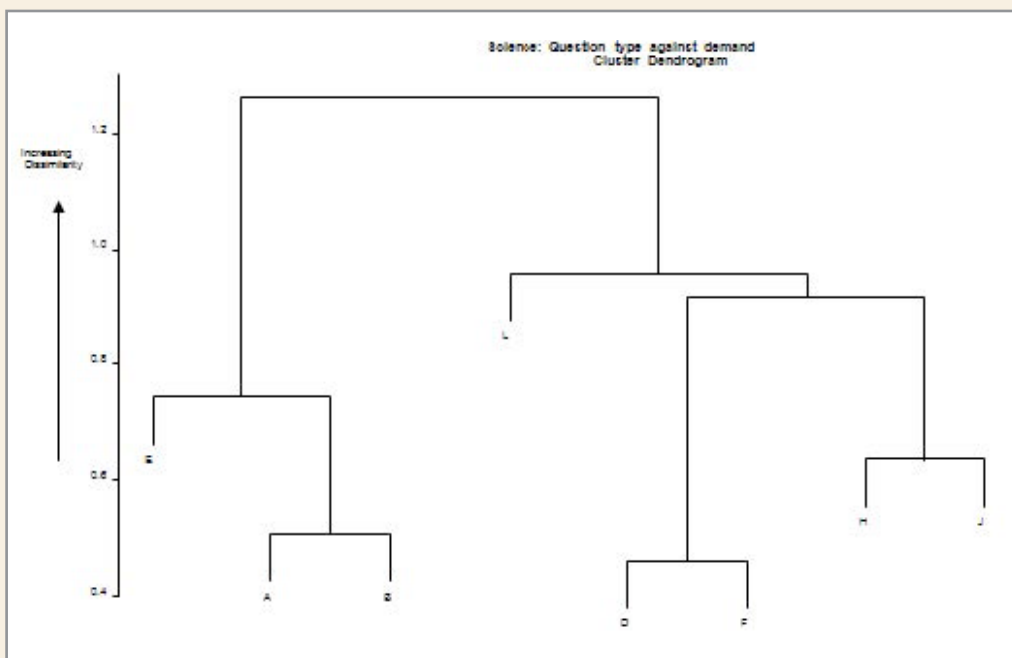 Science: Question type against demand
Cluster Dendrogram
1.2
Increasing
Dissimilarity
1.0
L
0.8
E
0.6
H
J
A
B
0.4
D
F